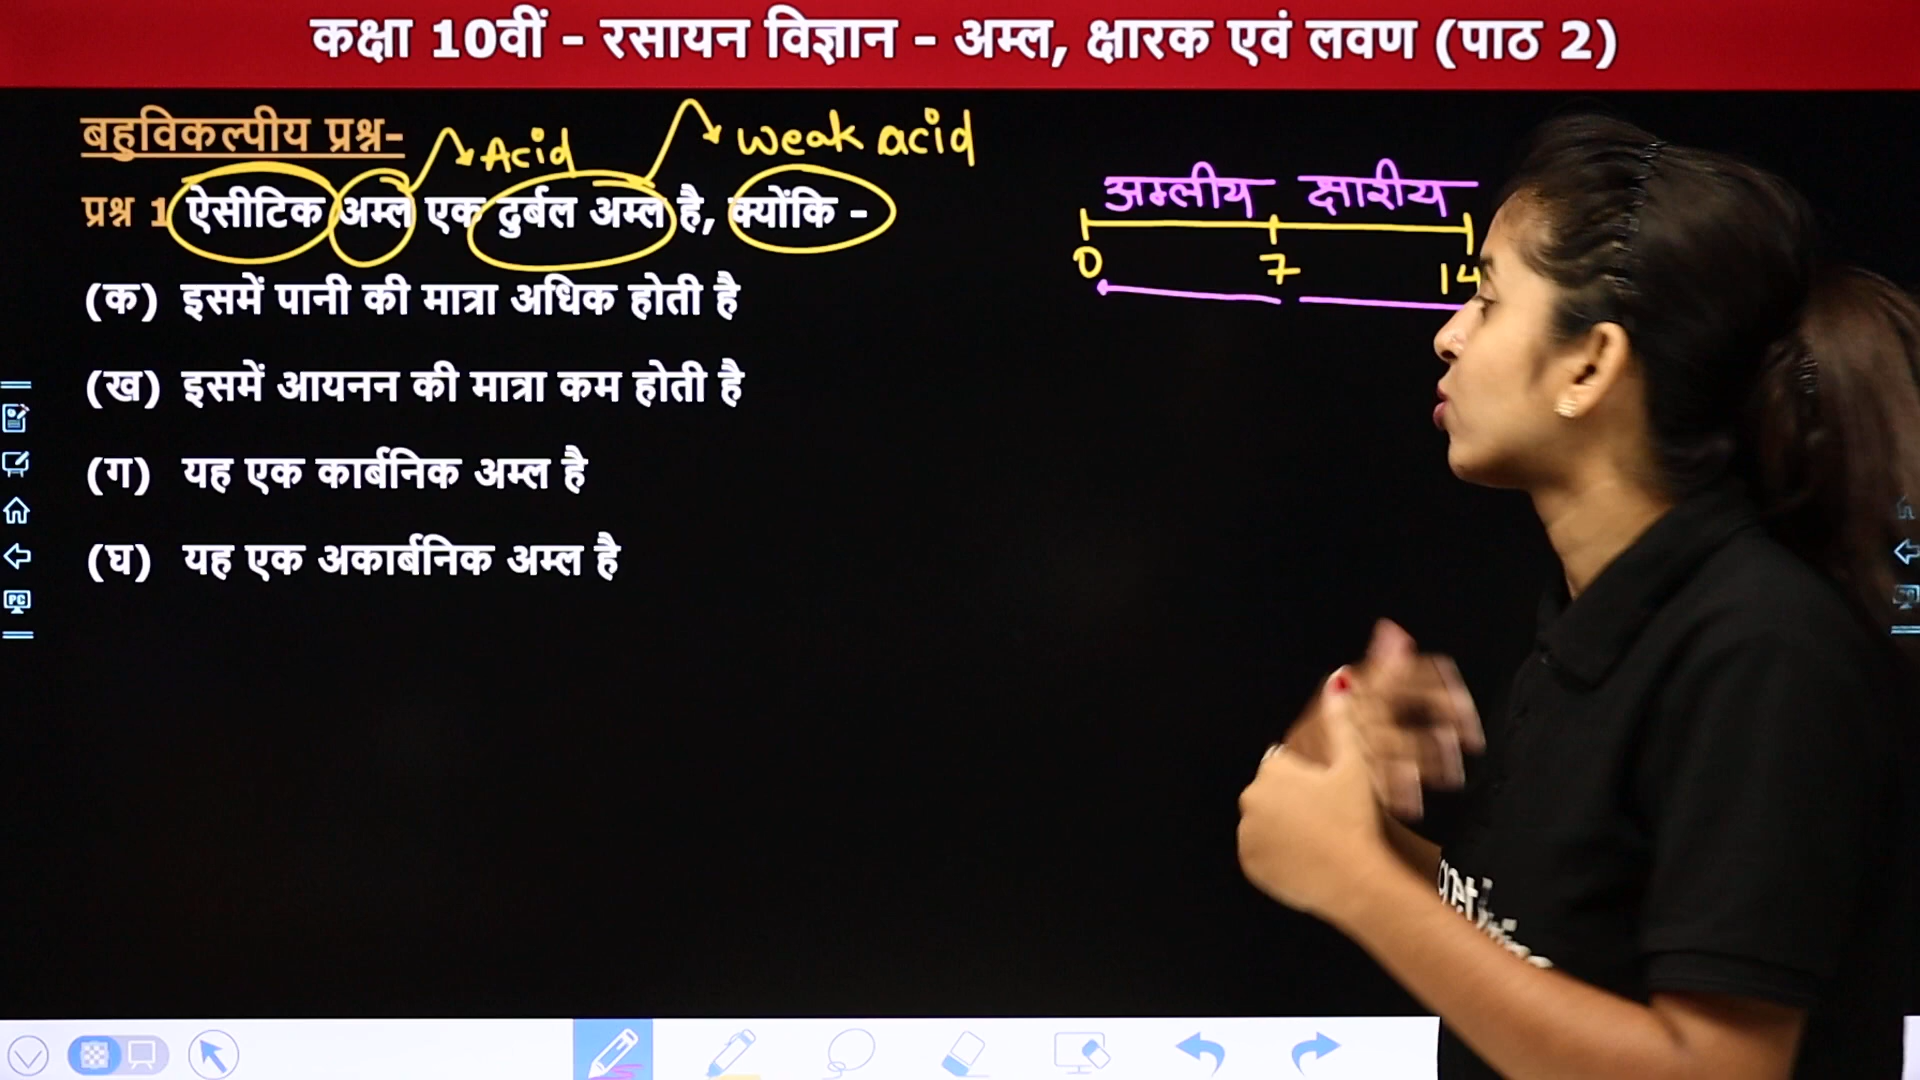 कक्षा 10वीं - रसायन विज्ञान - अम्ल, क्षारक एवं लवण (पाठ 2)
बहुविकल्पीय प्रश्न-
Acid
weak acid
प्रश्न 1 ऐसीटिक अम्ल एक दुर्बल अम्ल है, क्योंकि -
अम्लीय क्षारीय
0 7 14
(क) इसमें पानी की मात्रा अधिक होती है
(ख) इसमें आयनन की मात्रा कम होती है
(ग) यह एक कार्बनिक अम्ल है
(घ) यह एक अकार्बनिक अम्ल है
PC